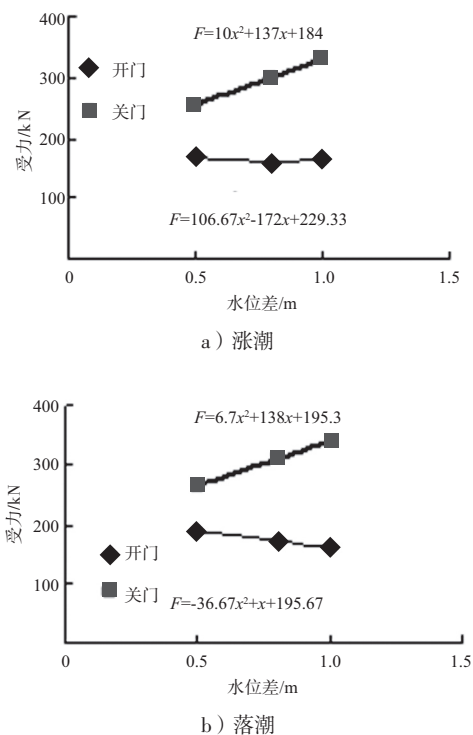 400
F=10x²+137x+184
开门
300
关门
受力/kN
200
100
F=106.67x²-172x+229.33
0
0.5
1.0
1.5
水位差/m
a）涨潮
400
F=6.7x²+138x+195.3
300
受力/kN
200
开门
100
关门
F=-36.67x²+x+195.67
0
0.5
1.0
1.5
水位差/m
b）落潮